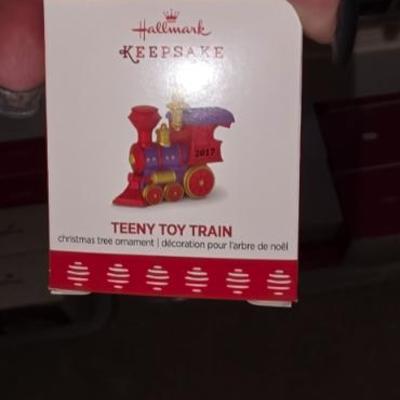 Hallmark
KEEPSAKE
2017
TEENY TOY TRAIN
christmas tree ornament | décoration pour l'arbre de noël